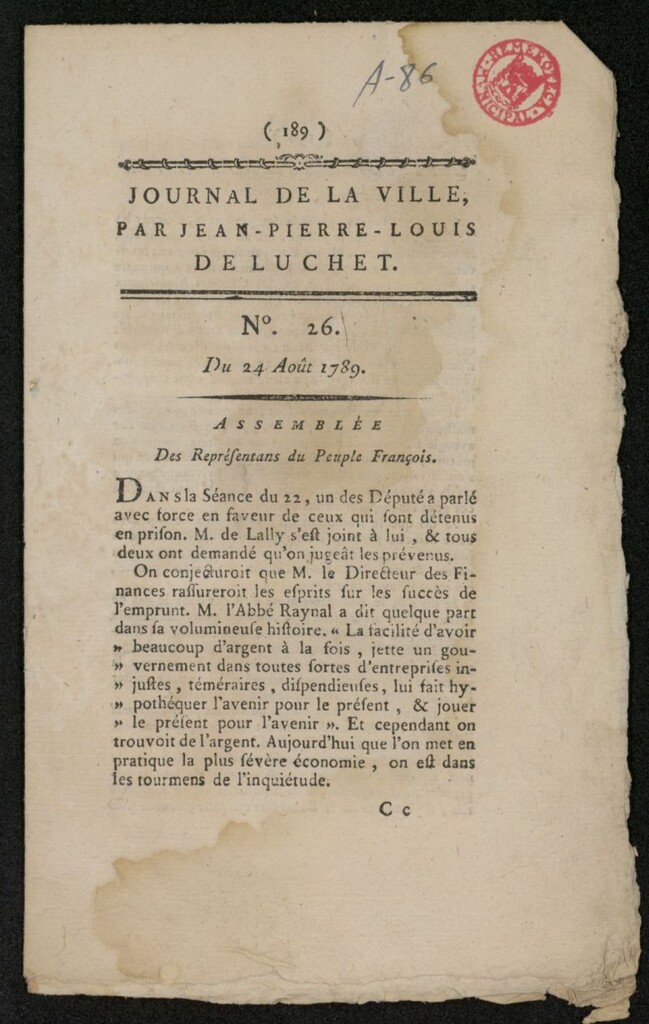 A-86
HEMEROTECA MUNICIPAL
( 189 )
JOURNAL DE LA VILLE,
PAR JEAN-PIERRE-LOUIS
DE LUCHET.
Nº. 26.
Du 24 Août 1789.
ASSEMBLÉE
Des Repréſentans du Peuple François.
DANS la Séance du 22, un des Député a parlé
avec force en faveur de ceux qui ſont détenus
en priſon. M. de Lally s'eſt joint à lui, & tous
deux ont demandé qu'on jugeât les prévenus.
On conjecturoit que M. le Directeur des Fi-
nances raſſureroit les eſprits ſur les ſuccès de
l'emprunt. M. l'Abbé Raynal a dit quelque part
dans ſa volumineuſe hiſtoire. « La facilité d'avoir
» beaucoup d'argent à la fois, jette un gou-
» vernement dans toutes ſortes d'entrepriſes in-
» juſtes, téméraires, diſpendieuſes, lui fait hy-
» pothéquer l'avenir pour le préſent, & jouer
» le préſent pour l'avenir ». Et cependant on
trouvoit de l'argent. Aujourd'hui que l'on met en
pratique la plus ſévère économie, on eſt dans
les tourmens de l'inquiétude.
C c